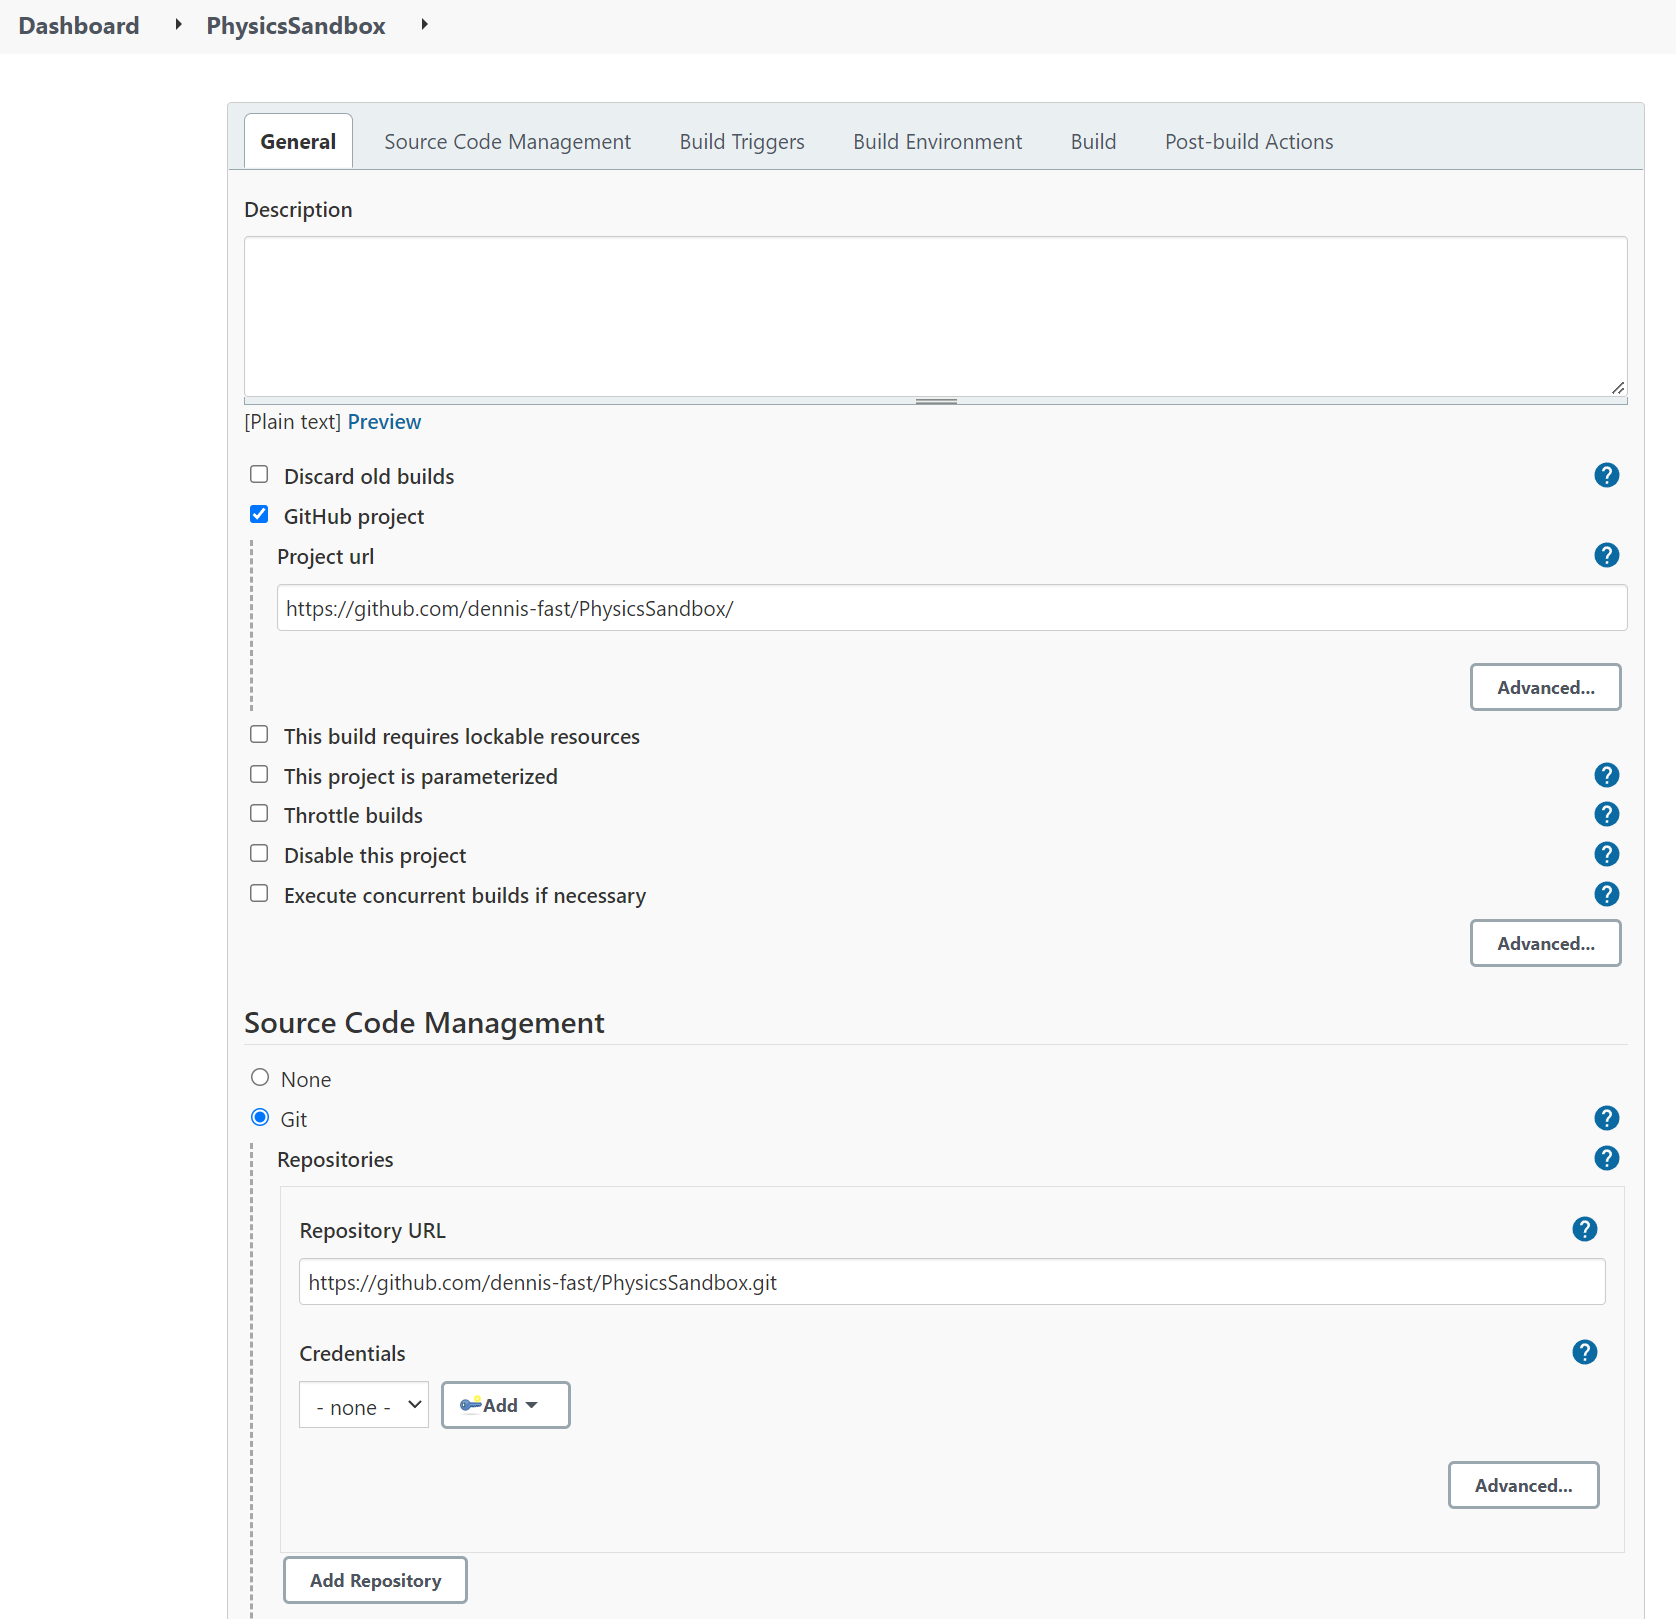 Dashboard PhysicsSandbox
General Source Code Management Build Triggers Build Environment Build Post-build Actions
Description
[Plain text] Preview
Discard old builds ?
GitHub project
Project url ?
https://github.com/dennis-fast/PhysicsSandbox/
Advanced...
This build requires lockable resources
This project is parameterized ?
Throttle builds ?
Disable this project ?
Execute concurrent builds if necessary ?
Advanced...
Source Code Management
None
Git ?
Repositories ?
Repository URL ?
https://github.com/dennis-fast/PhysicsSandbox.git
Credentials ?
- none - Add
Advanced...
Add Repository